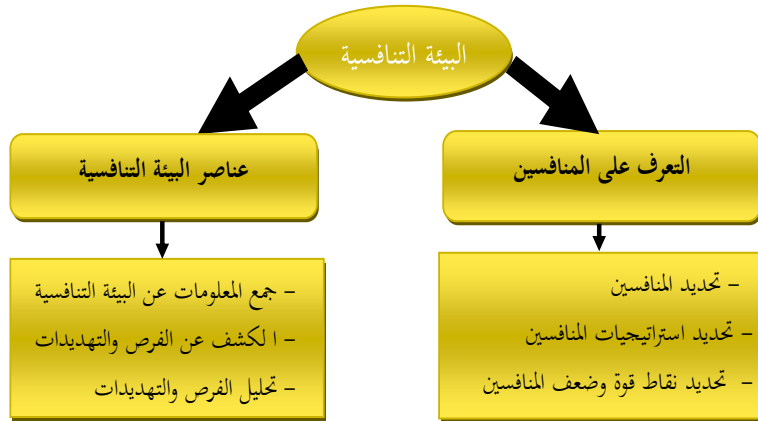 البيئة التنافسية
التعرف على المنافسين
عناصر البيئة التنافسية
- تحديد المنافسين
- تحديد استراتيجيات المنافسين
- تحديد نقاط قوة وضعف المنافسين
- جمع المعلومات عن البيئة التنافسية
- ا لكشف عن الفرص والتهديدات
- تحليل الفرص والتهديدات